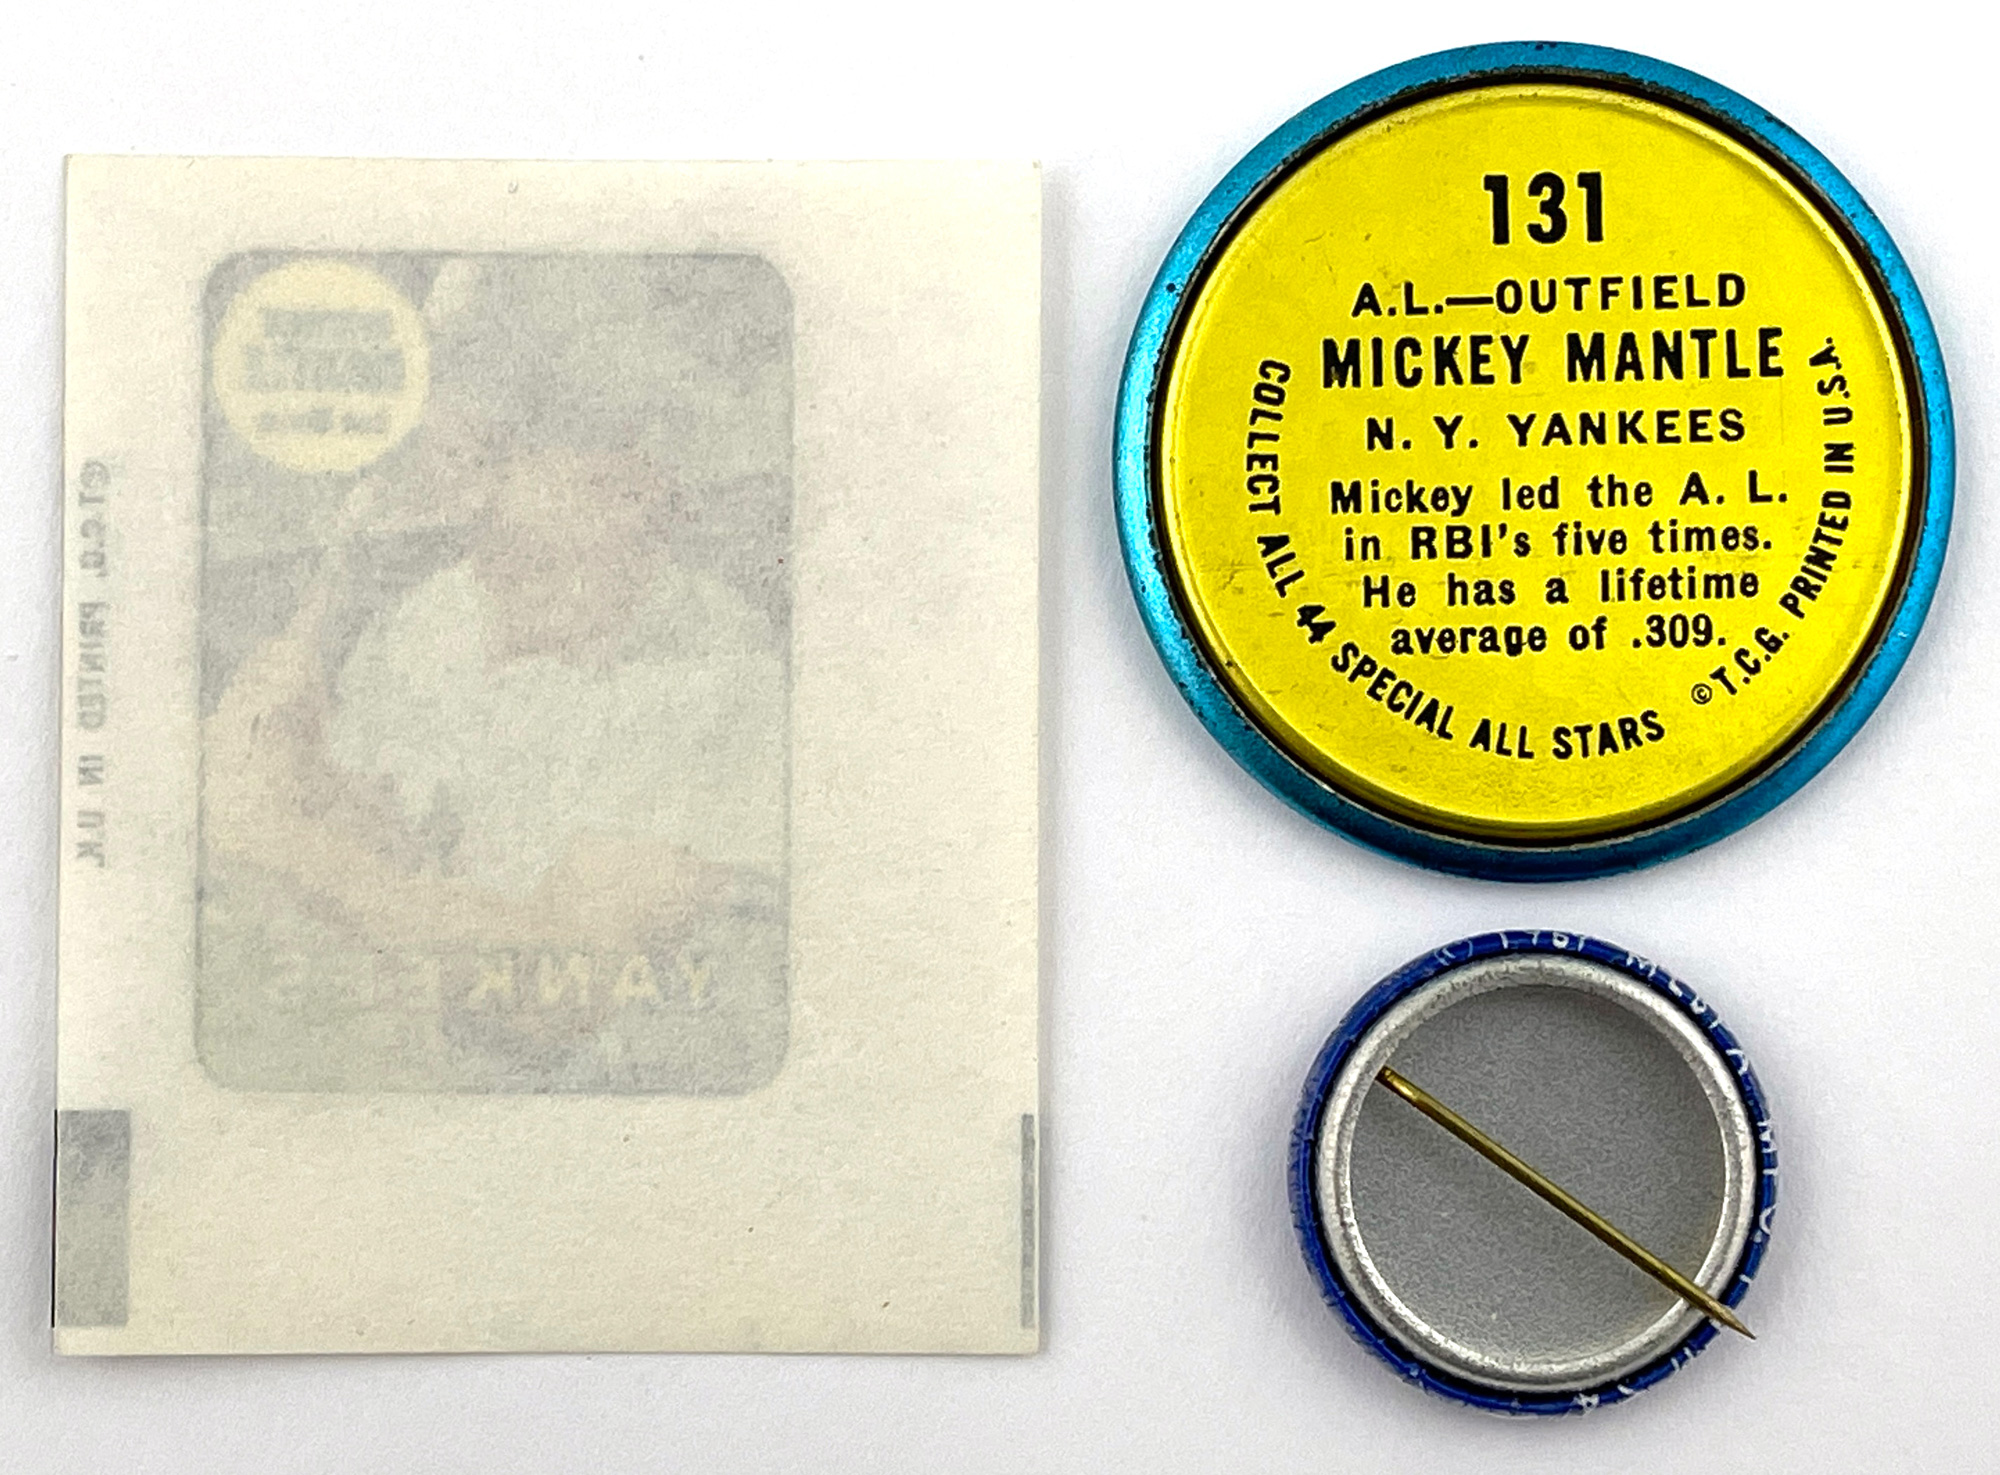 ©T.C.G. PRINTED IN U.K.
YANKEES
131
A.L.—OUTFIELD
MICKEY MANTLE
N. Y. YANKEES
Mickey led the A. L.
in RBI's five times.
He has a lifetime
average of .309.
COLLECT ALL 44 SPECIAL ALL STARS
© T.C.G. PRINTED IN U.S.A.